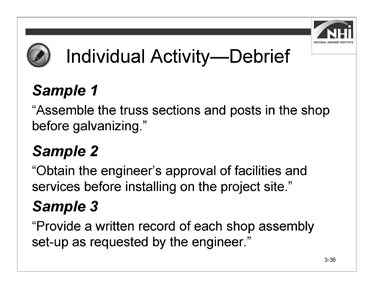 NHI
NATIONAL HIGHWAY INSTITUTE
Individual Activity—Debrief
Sample 1
“Assemble the truss sections and posts in the shop
before galvanizing.”
Sample 2
“Obtain the engineer’s approval of facilities and
services before installing on the project site.”
Sample 3
“Provide a written record of each shop assembly
set-up as requested by the engineer.”
3-36